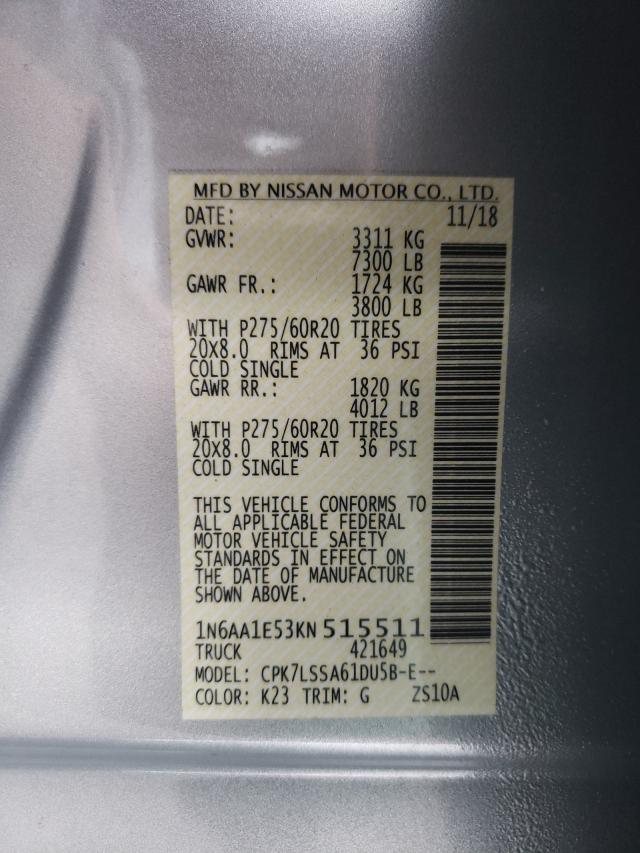 MFD BY NISSAN MOTOR CO., LTD.
DATE: 11/18
GVWR: 3311 KG
7300 LB
GAWR FR.: 1724 KG
3800 LB
WITH P275/60R20 TIRES
20X8.0 RIMS AT 36 PSI
COLD SINGLE
GAWR RR.: 1820 KG
4012 LB
WITH P275/60R20 TIRES
20X8.0 RIMS AT 36 PSI
COLD SINGLE
THIS VEHICLE CONFORMS TO
ALL APPLICABLE FEDERAL
MOTOR VEHICLE SAFETY
STANDARDS IN EFFECT ON
THE DATE OF MANUFACTURE
SHOWN ABOVE.
1N6AA1E53KN 515511
TRUCK 421649
MODEL: CPK7LSSA61DU5B-E--
COLOR: K23 TRIM: G ZS10A